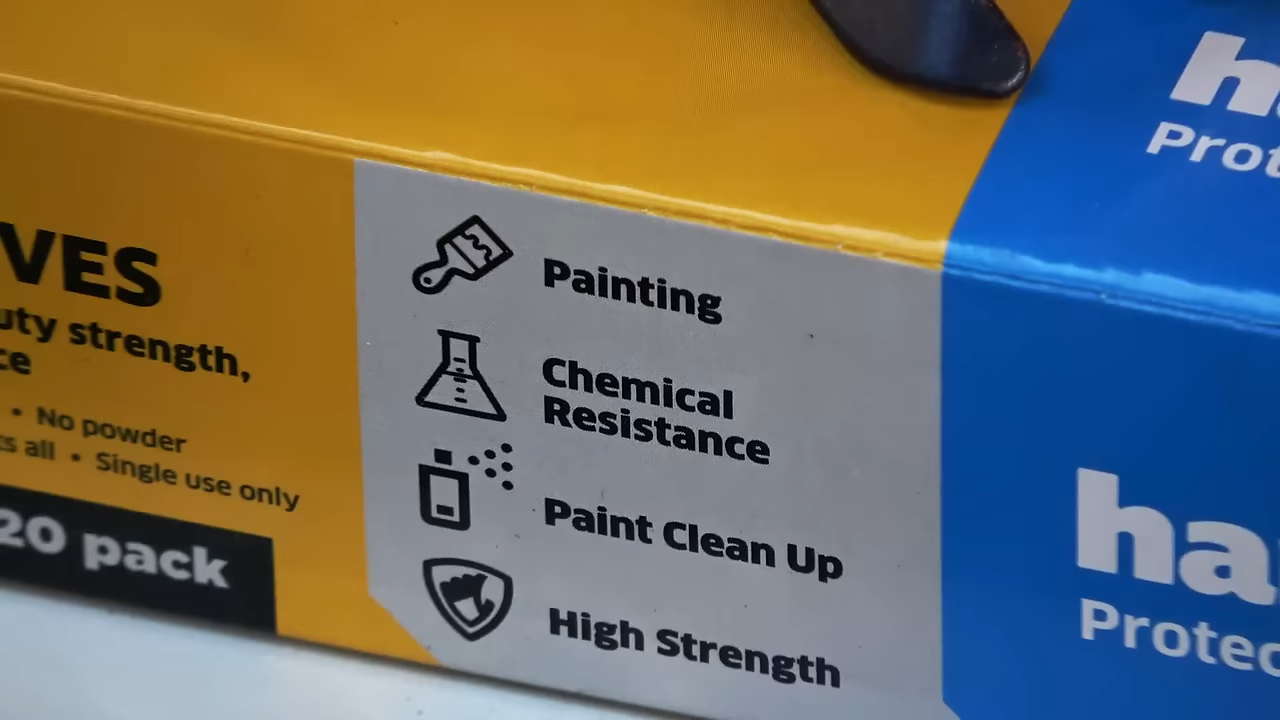 VES
uty strength,
ce
• No powder
ts all • Single use only
20 pack
Painting
Chemical
Resistance
Paint Clean Up
High Strength
ha
Prot
ha
Protec